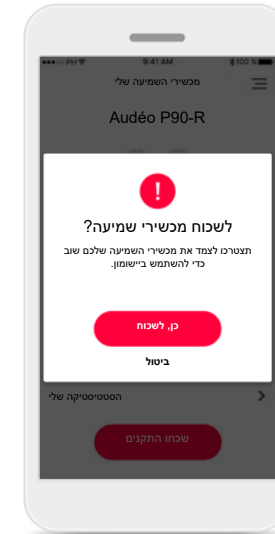 9:41 AM
100 %
מכשירי השמיעה שלי
Audéo P90-R
לשכוח מכשירי שמיעה?
תצטרכו לצמד את מכשירי השמיעה שלכם שוב
כדי להשתמש ביישומון.
כן, לשכוח
ביטול
הסטטיסטיקה שלי
שכחו התקנים